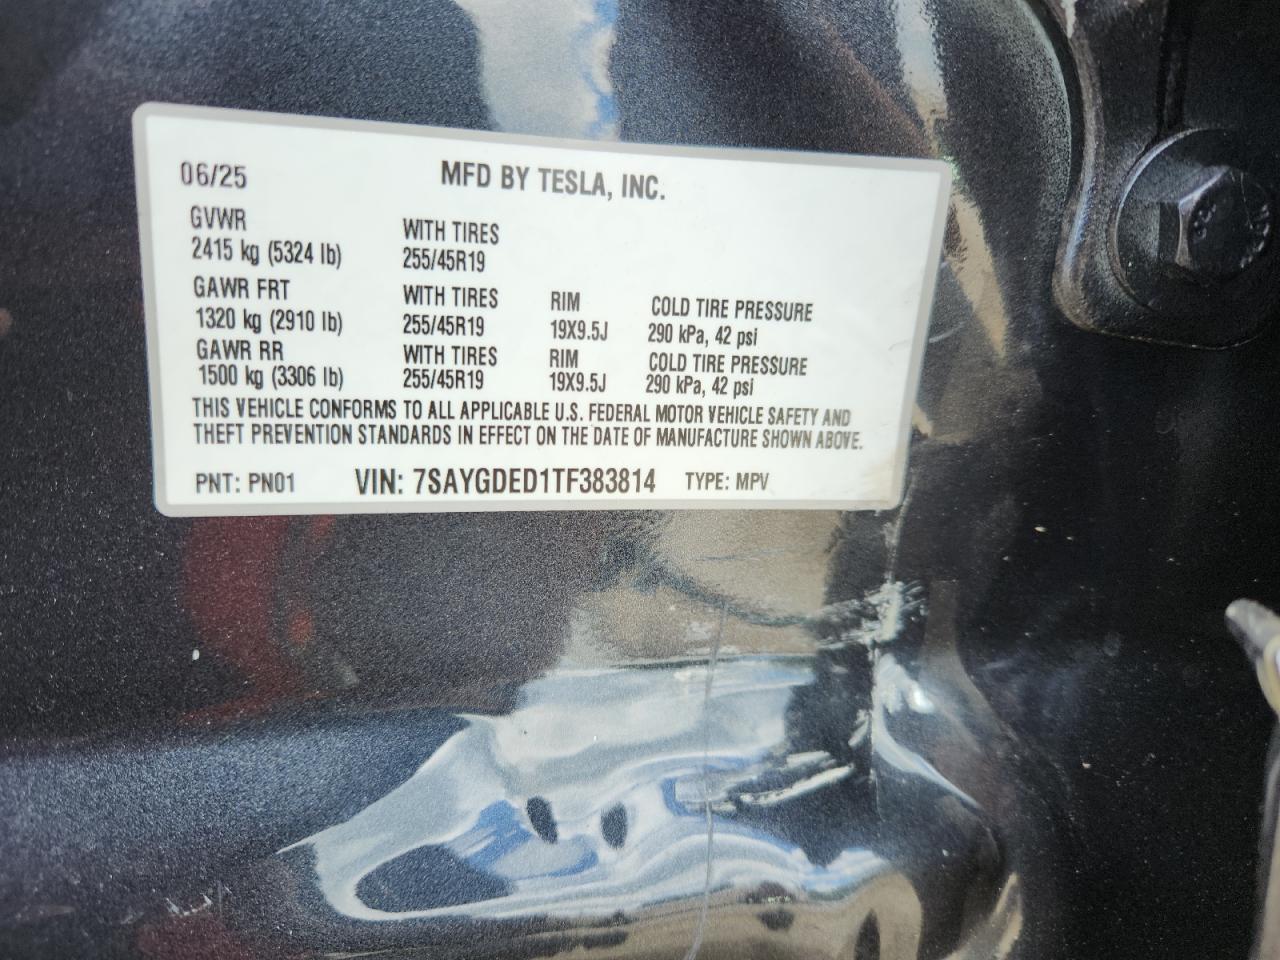 06/25 MFD BY TESLA, INC.
GVWR WITH TIRES
2415 kg (5324 lb) 255/45R19
GAWR FRT WITH TIRES RIM COLD TIRE PRESSURE
1320 kg (2910 lb) 255/45R19 19X9.5J 290 kPa, 42 psi
GAWR RR WITH TIRES RIM COLD TIRE PRESSURE
1500 kg (3306 lb) 255/45R19 19X9.5J 290 kPa, 42 psi
THIS VEHICLE CONFORMS TO ALL APPLICABLE U.S. FEDERAL MOTOR VEHICLE SAFETY AND
THEFT PREVENTION STANDARDS IN EFFECT ON THE DATE OF MANUFACTURE SHOWN ABOVE.
PNT: PN01 VIN: 7SAYGDED1TF383814 TYPE: MPV